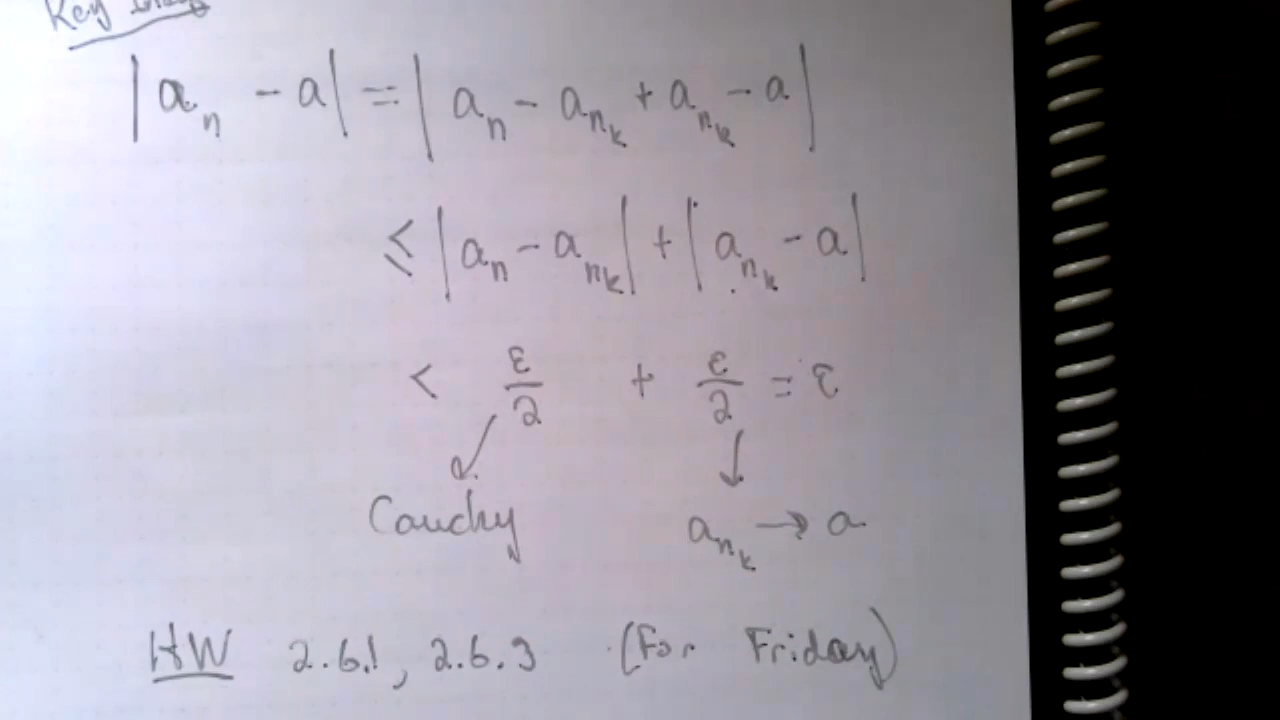 Key
|a_n - a| = |a_n - a_{n_k} + a_{n_k} - a|
≤ |a_n - a_{n_k}| + |a_{n_k} - a|
< ε/2 + ε/2 = ε
Cauchy a_{n_k} → a
HW 2.6.1, 2.6.3 (For Friday)